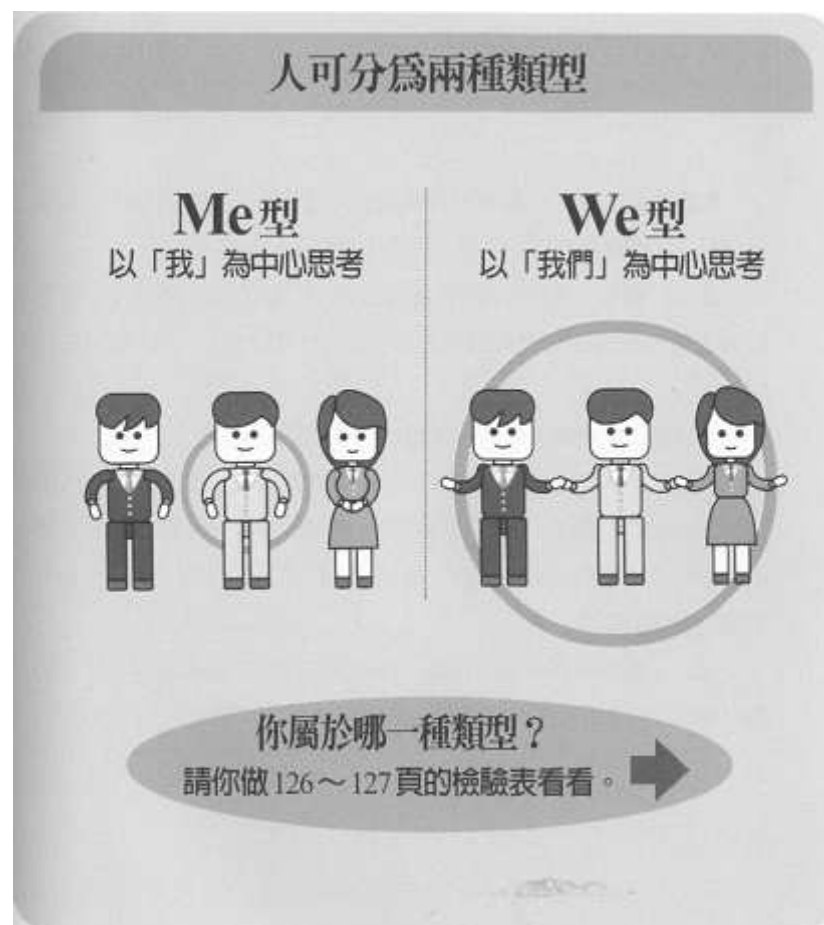 人可分爲兩種類型
Me型
以「我」為中心思考
We型
以「我們」為中心思考
你屬於哪一種類型？
請你做126～127頁的檢驗表看看。